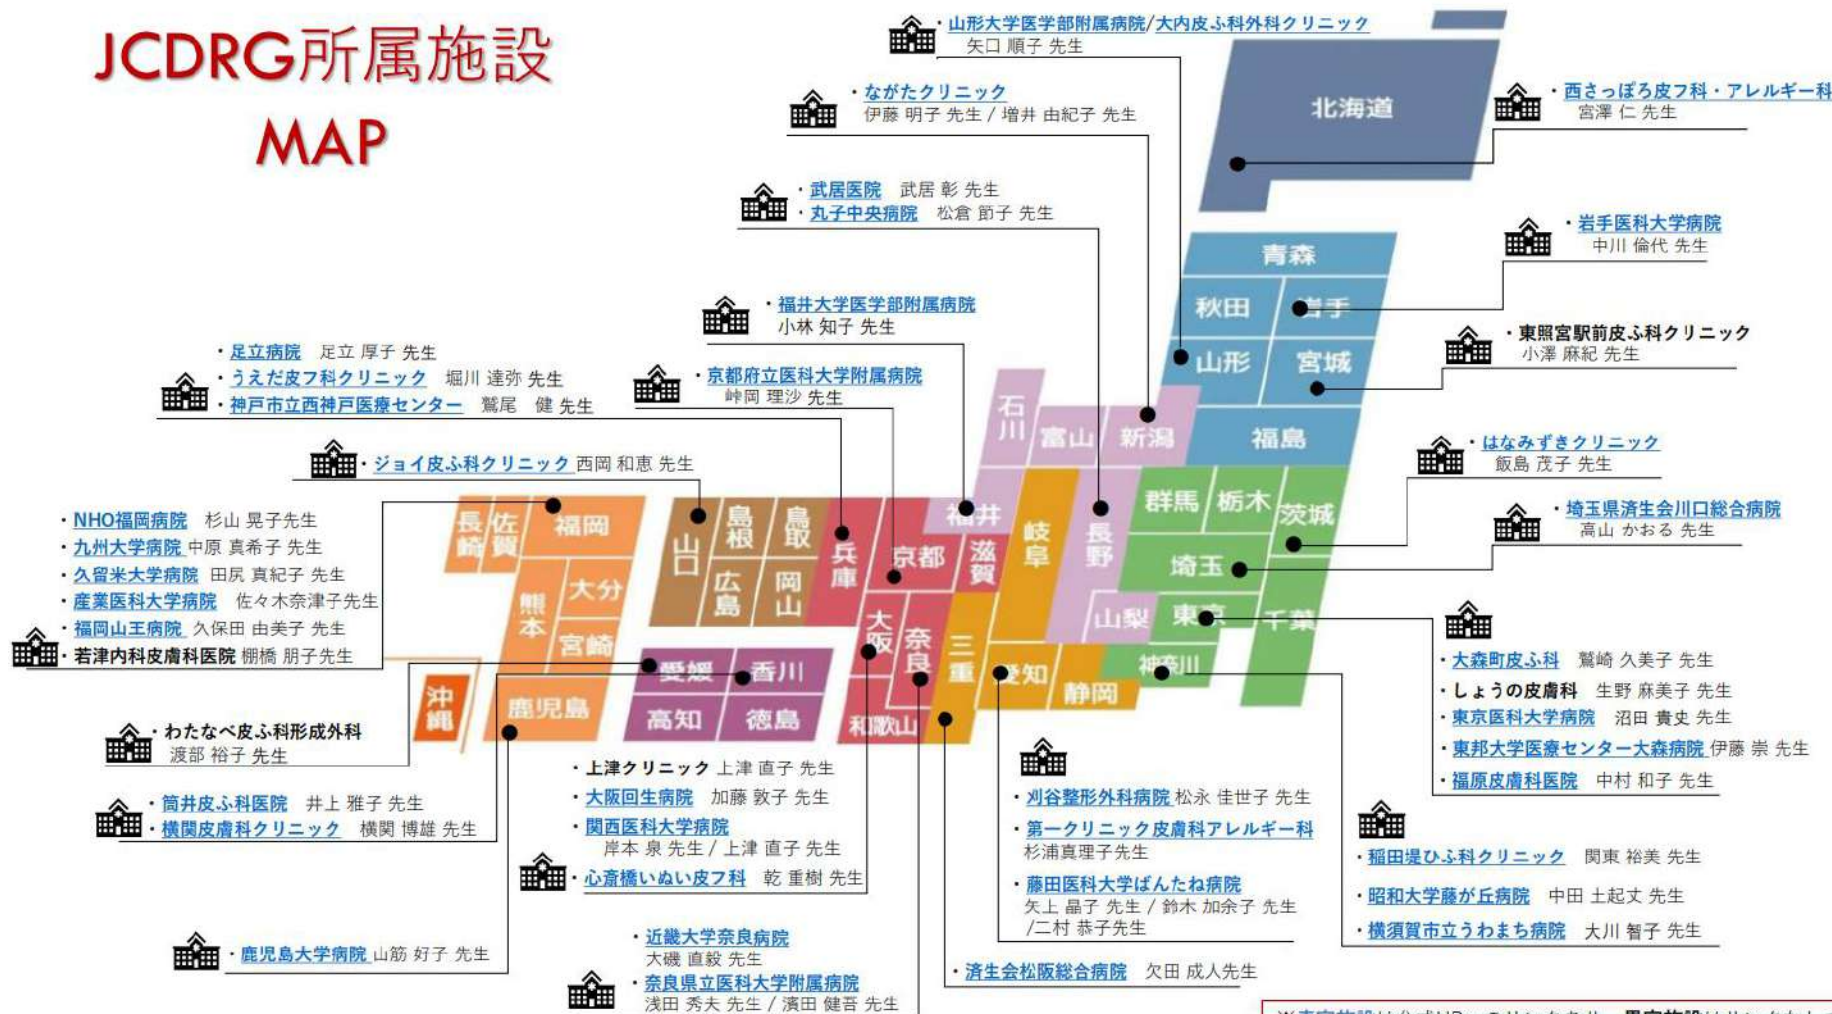 JCDRG所属施設
MAP
・山形大学医学部附属病院/大内皮ふ科外科クリニック
矢口 順子 先生
・ながたクリニック
伊藤 明子 先生 / 増井 由紀子 先生
・西さっぽろ皮フ科・アレルギー科
宮澤 仁 先生
・武居医院 武居 彰 先生
・丸子中央病院 松倉 節子 先生
・岩手医科大学病院
中川 倫代 先生
・福井大学医学部附属病院
小林 知子 先生
・東照宮駅前皮ふ科クリニック
小澤 麻紀 先生
・足立病院 足立 厚子 先生
・うえだ皮フ科クリニック 堀川 達弥 先生
・神戸市立西神戸医療センター 鷲尾 健 先生
・京都府立医科大学附属病院
峠岡 理沙 先生
・ジョイ皮ふ科クリニック 西岡 和恵 先生
・はなみずきクリニック
飯島 茂子 先生
・埼玉県済生会川口総合病院
高山 かおる 先生
・NHO福岡病院 杉山 晃子先生
・九州大学病院 中原 真希子 先生
・久留米大学病院 田尻 真紀子 先生
・産業医科大学病院 佐々木奈津子先生
・福岡山王病院 久保田 由美子 先生
・若津内科皮膚科医院 棚橋 朋子先生
北海道
青森
秋田
岩手
山形
宮城
福島
石川
富山
新潟
福井
岐阜
長野
山梨
群馬
栃木
茨城
埼玉
東京
千葉
神奈川
長崎
佐賀
福岡
熊本
大分
宮崎
鹿児島
沖縄
山口
島根
鳥取
広島
岡山
兵庫
京都
滋賀
大阪
奈良
和歌山
三重
愛知
静岡
愛媛
香川
高知
徳島
・大森町皮ふ科 鷲崎 久美子 先生
・しょうの皮膚科 生野 麻美子 先生
・東京医科大学病院 沼田 貴史 先生
・東邦大学医療センター大森病院 伊藤 崇 先生
・福原皮膚科医院 中村 和子 先生
・わたなべ皮ふ科形成外科
渡部 裕子 先生
・筒井皮ふ科医院 井上 雅子 先生
・横関皮膚科クリニック 横関 博雄 先生
・上津クリニック 上津 直子 先生
・大阪回生病院 加藤 敦子 先生
・関西医科大学病院
岸本 泉 先生 / 上津 直子 先生
・心斎橋いぬい皮フ科 乾 重樹 先生
・刈谷整形外科病院 松永 佳世子 先生
・第一クリニック皮膚科アレルギー科
杉浦真理子先生
・藤田医科大学ばんたね病院
矢上 晶子 先生 / 鈴木 加余子 先生
/二村 恭子先生
・稲田堤ひふ科クリニック 関東 裕美 先生
・昭和大学藤が丘病院 中田 土起丈 先生
・横須賀市立うわまち病院 大川 智子 先生
・鹿児島大学病院 山筋 好子 先生
・近畿大学奈良病院
大磯 直毅 先生
・奈良県立医科大学附属病院
浅田 秀夫 先生 / 濱田 健吾 先生
・済生会松阪総合病院 欠田 成人先生